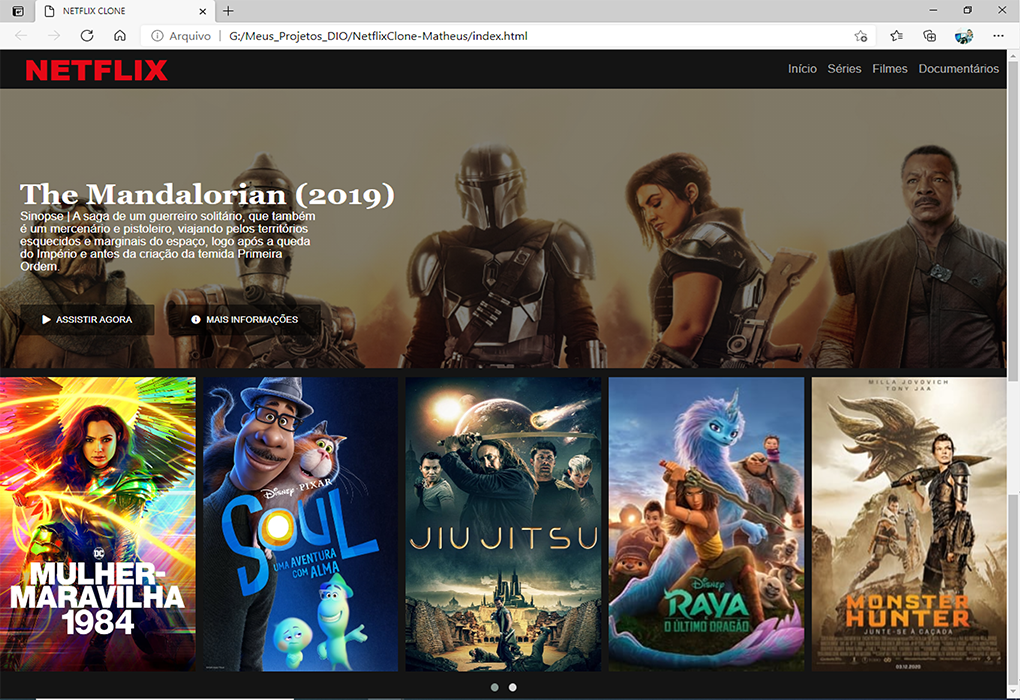 NETFLIX CLONE
Arquivo | G:/Meus_Projetos_DIO/NetflixClone-Matheus/index.html
NETFLIX
Início Séries Filmes Documentários
The Mandalorian (2019)
Sinopse | A saga de um guerreiro solitário, que também
é um mercenário e pistoleiro, viajando pelos territórios
esquecidos e marginais do espaço, logo após a queda
do Império e antes da criação da temida Primeira
Ordem.
ASSISTIR AGORA
MAIS INFORMAÇÕES
DC
MULHER-
MARAVILHA
1984
Disney · PIXAR
SOUL
UMA AVENTURA
COM ALMA
JIU JITSU
Disney
RAYA
E O ÚLTIMO DRAGÃO
MILLA JOVOVICH
TONY JAA
MONSTER
HUNTER
JUNTE-SE À CAÇADA
03.12.2020